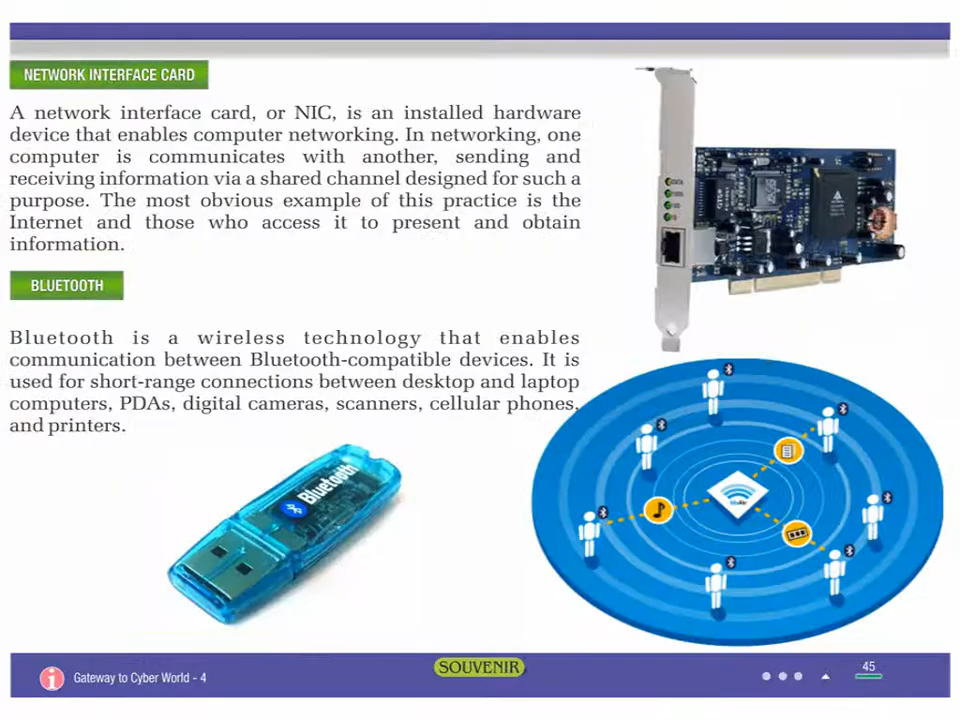 NETWORK INTERFACE CARD
A network interface card, or NIC, is an installed hardware
device that enables computer networking. In networking, one
computer is communicates with another, sending and
receiving information via a shared channel designed for such a
purpose. The most obvious example of this practice is the
Internet and those who access it to present and obtain
information.
BLUETOOTH
Bluetooth is a wireless technology that enables
communication between Bluetooth-compatible devices. It is
used for short-range connections between desktop and laptop
computers, PDAs, digital cameras, scanners, cellular phones,
and printers.
Bluetooth
Gateway to Cyber World - 4
SOUVENIR
45